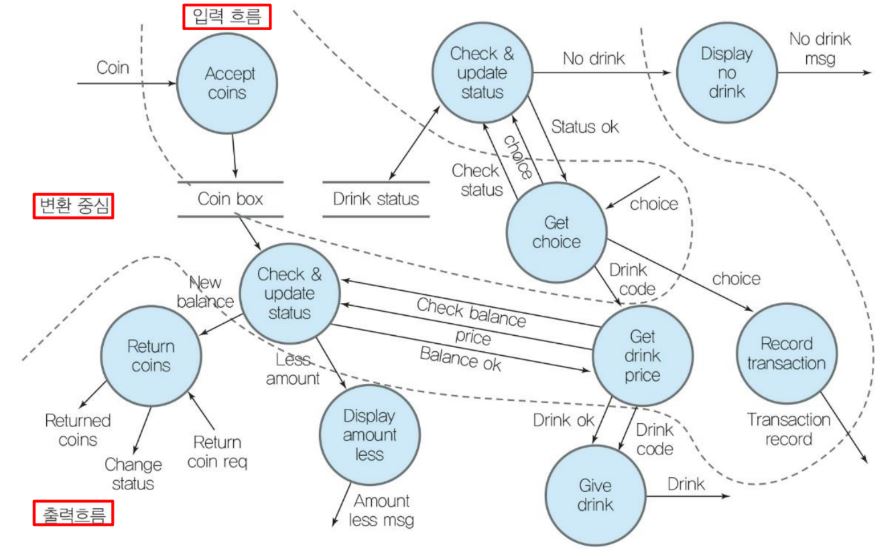 입력 흐름
Coin
Accept
coins
Check &
update
status
No drink
Display
no
drink
No drink
msg
Status ok
choice
Check
status
변환 중심
Coin box
Drink status
Get
choice
choice
New
balance
Check &
update
status
Drink
code
choice
Check balance
price
Balance ok
Return
coins
Get
drink
price
Record
transaction
Less
amount
Returned
coins
Change
status
Return
coin req
Display
amount
less
Drink ok
Drink
code
Transaction
record
출력흐름
Amount
less msg
Give
drink
Drink